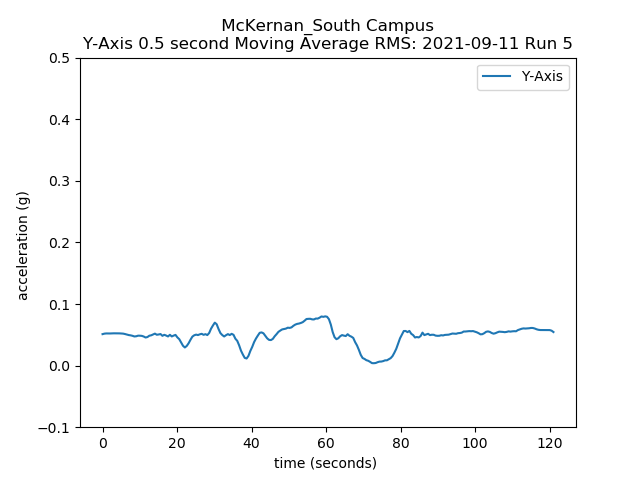 McKernan_South Campus
Y-Axis 0.5 second Moving Average RMS: 2021-09-11 Run 5
0.5
Y-Axis
0.4
0.3
0.2
0.1
0.0
−0.1
acceleration (g)
0 20 40 60 80 100 120
time (seconds)